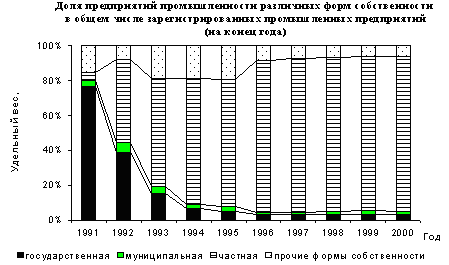 Доля предприятий промышленности различных форм собственности
в общем числе зарегистрированных промышленных предприятий
(на конец года)
100%
80%
60%
40%
20%
0%
Удельный вес,
1991 1992 1993 1994 1995 1996 1997 1998 1999 2000
Год
государственная муниципальная частная прочие формы собственности